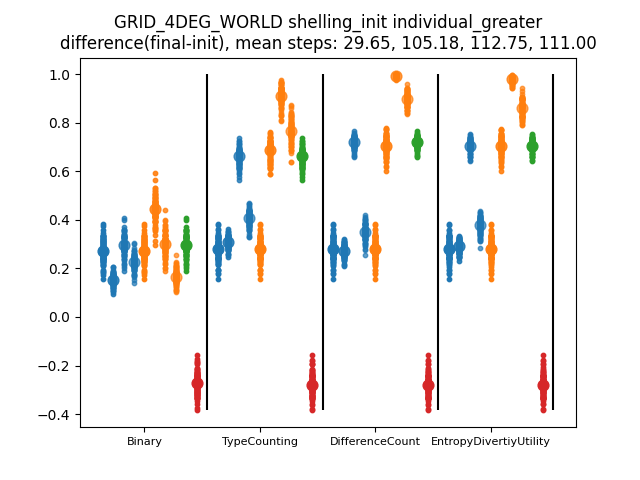 GRID_4DEG_WORLD shelling_init individual_greater
difference(final-init), mean steps: 29.65, 105.18, 112.75, 111.00
1.0
0.8
0.6
0.4
0.2
0.0
−0.2
−0.4
Binary
TypeCounting
DifferenceCount
EntropyDivertiyUtility